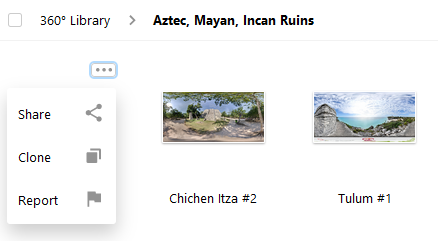 360° Library > Aztec, Mayan, Incan Ruins
Share
Clone
Report
Chichen Itza #2
Tulum #1